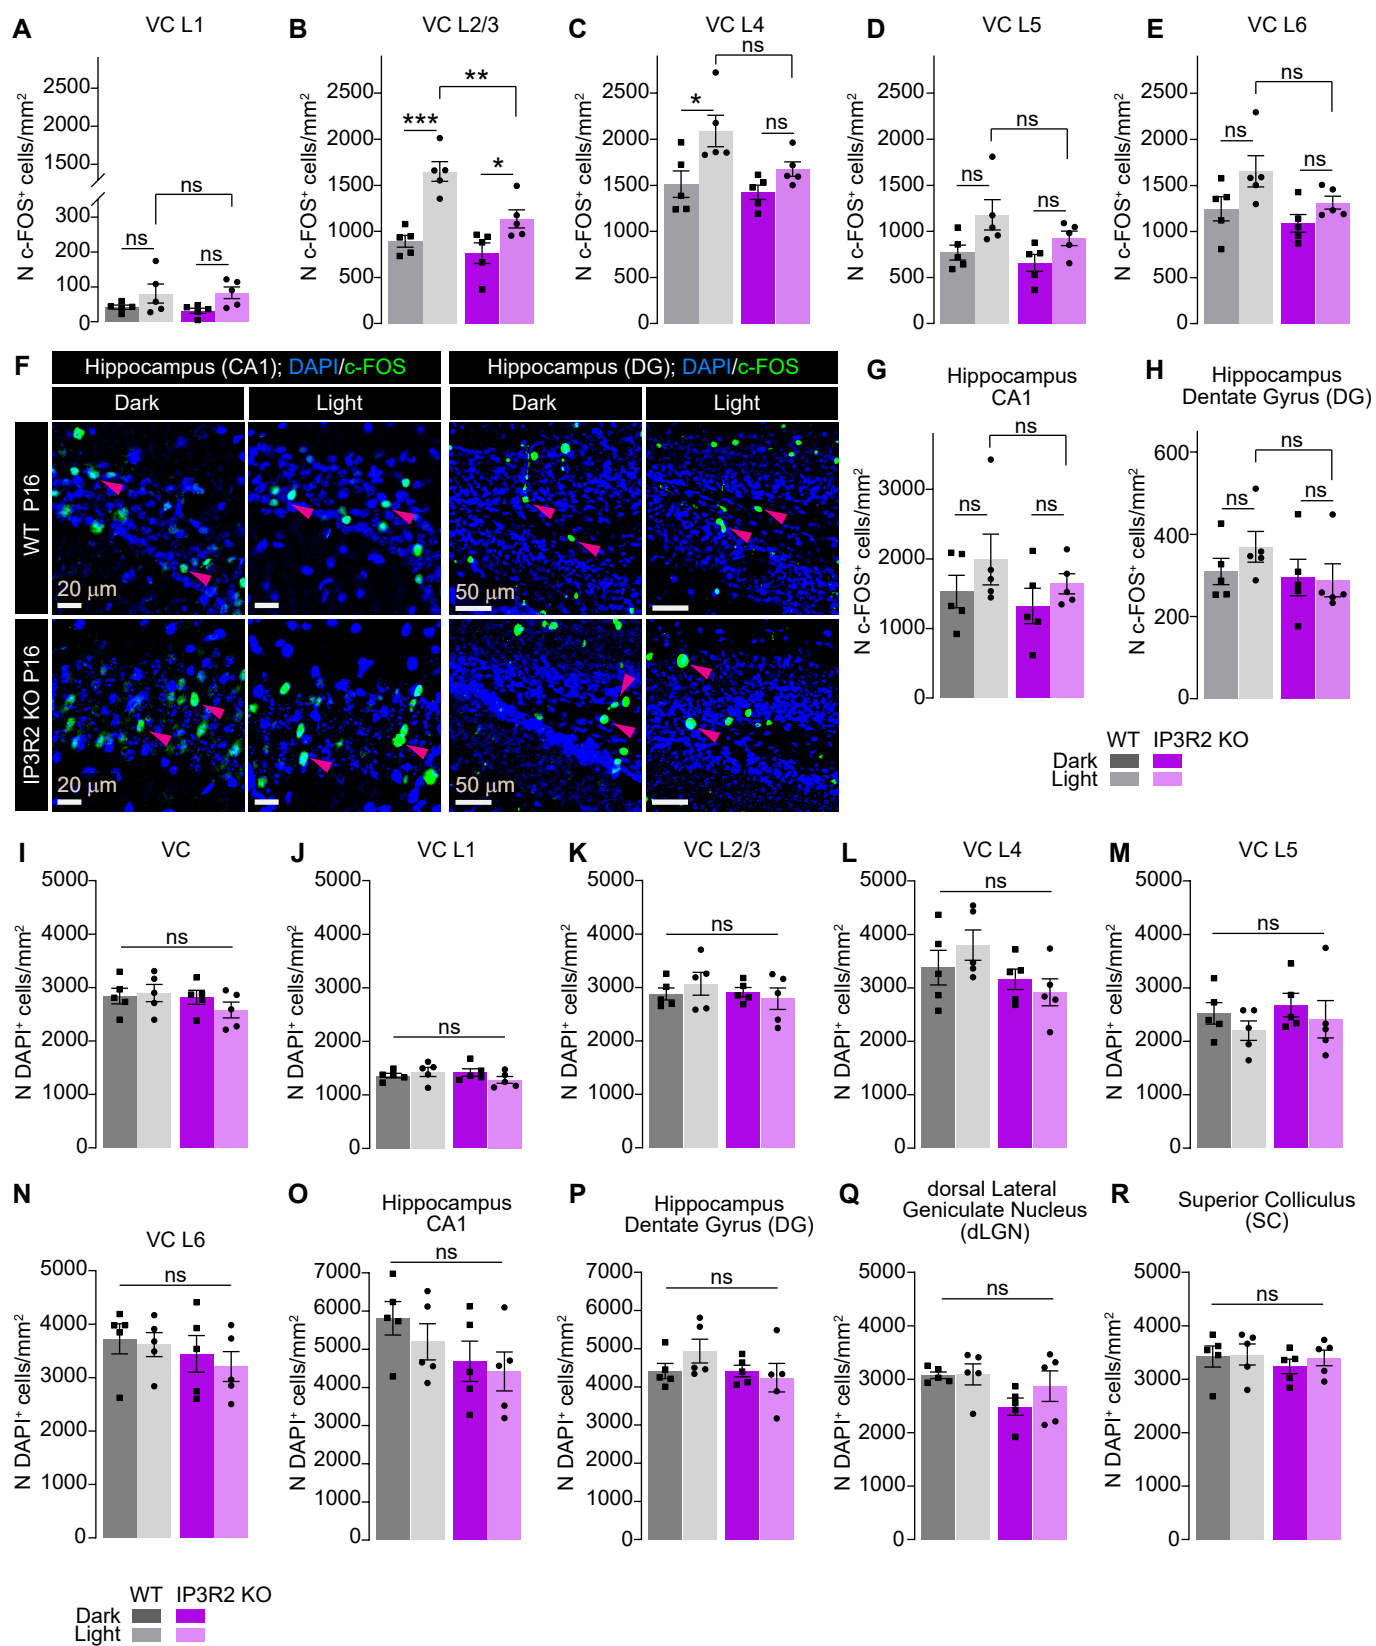 A VC L1
N c-FOS⁺ cells/mm²
2500
2000
1500
300
200
100
0
ns
ns
ns
B VC L2/3
N c-FOS⁺ cells/mm²
2500
2000
1500
1000
500
0
***
**
*
C VC L4
N c-FOS⁺ cells/mm²
2500
2000
1500
1000
500
0
ns
*
ns
D VC L5
N c-FOS⁺ cells/mm²
2500
2000
1500
1000
500
0
ns
ns
ns
E VC L6
N c-FOS⁺ cells/mm²
2500
2000
1500
1000
500
0
ns
ns
ns
F
Hippocampus (CA1); DAPI/c-FOS
Hippocampus (DG); DAPI/c-FOS
Dark
Light
Dark
Light
WT P16
20 µm
50 µm
IP3R2 KO P16
20 µm
50 µm
G Hippocampus
CA1
N c-FOS⁺ cells/mm²
3000
2000
1000
0
ns
ns
ns
H Hippocampus
Dentate Gyrus (DG)
N c-FOS⁺ cells/mm²
600
400
200
0
ns
ns
ns
WT IP3R2 KO
Dark
Light
I VC
N DAPI⁺ cells/mm²
5000
4000
3000
2000
1000
0
ns
J VC L1
N DAPI⁺ cells/mm²
5000
4000
3000
2000
1000
0
ns
K VC L2/3
N DAPI⁺ cells/mm²
5000
4000
3000
2000
1000
0
ns
L VC L4
N DAPI⁺ cells/mm²
5000
4000
3000
2000
1000
0
ns
M VC L5
N DAPI⁺ cells/mm²
5000
4000
3000
2000
1000
0
ns
N VC L6
N DAPI⁺ cells/mm²
5000
4000
3000
2000
1000
0
ns
O Hippocampus
CA1
N DAPI⁺ cells/mm²
7000
6000
5000
4000
3000
2000
1000
0
ns
P Hippocampus
Dentate Gyrus (DG)
N DAPI⁺ cells/mm²
7000
6000
5000
4000
3000
2000
1000
0
ns
Q dorsal Lateral
Geniculate Nucleus
(dLGN)
N DAPI⁺ cells/mm²
5000
4000
3000
2000
1000
0
ns
R Superior Colliculus
(SC)
N DAPI⁺ cells/mm²
5000
4000
3000
2000
1000
0
ns
WT IP3R2 KO
Dark
Light